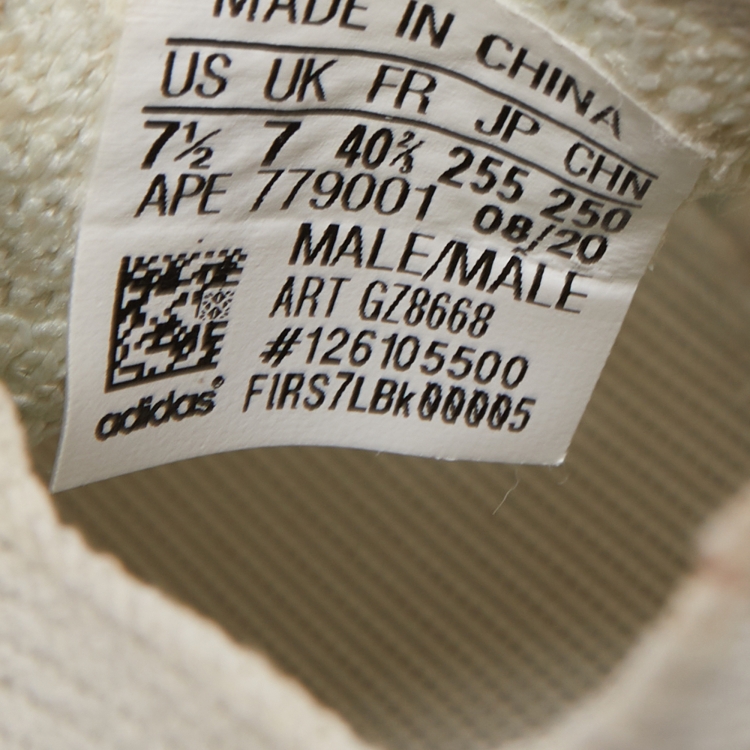 MADE IN CHINA
US UK FR JP CHN
7½ 7 40⅔ 255 250
APE 779001 08/20
MALE/MÂLE
ART GZ8668
#126105500
adidas® FIRS7LBk00005